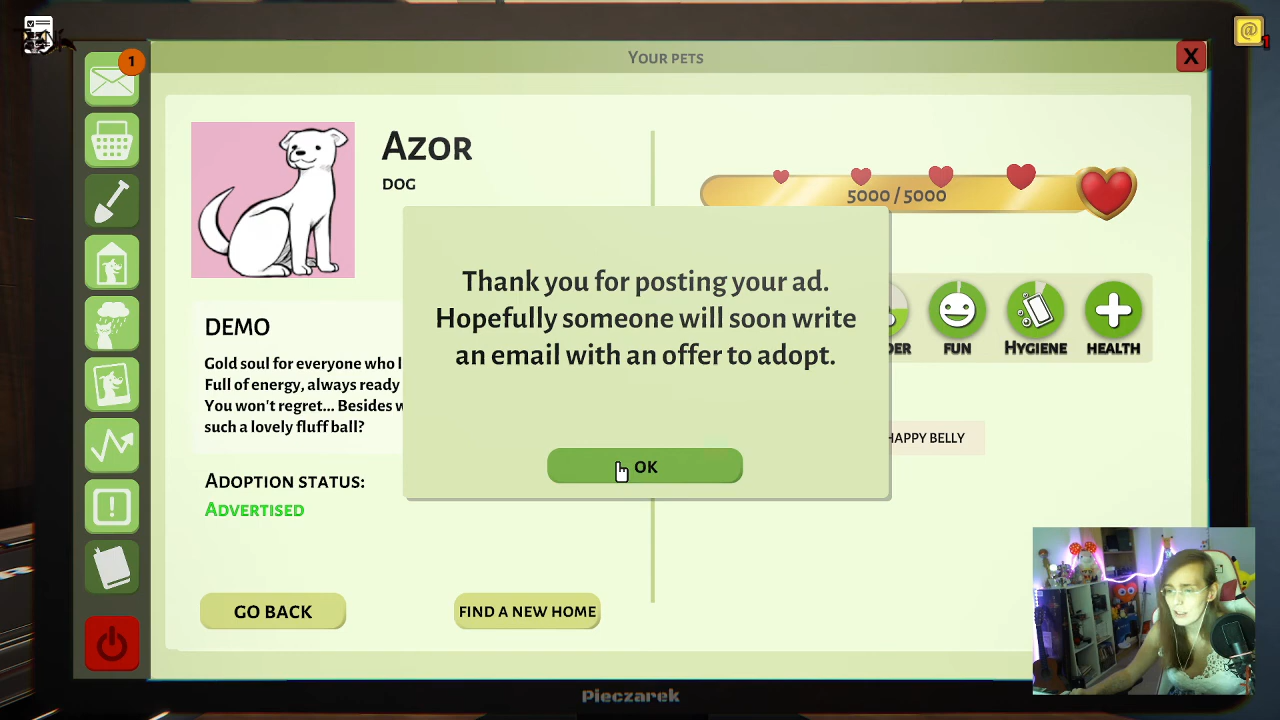 1
@
1
YOUR PETS
X
AZOR
DOG
5000 / 5000
Thank you for posting your ad.
Hopefully someone will soon write
an email with an offer to adopt.
OK
DEMO
Gold soul for everyone who
Full of energy, always ready
You won't regret... Besides
such a lovely fluff ball?
FUN
HYGIENE
HEALTH
HAPPY BELLY
ADOPTION STATUS:
ADVERTISED
GO BACK
FIND A NEW HOME
Pieczarek